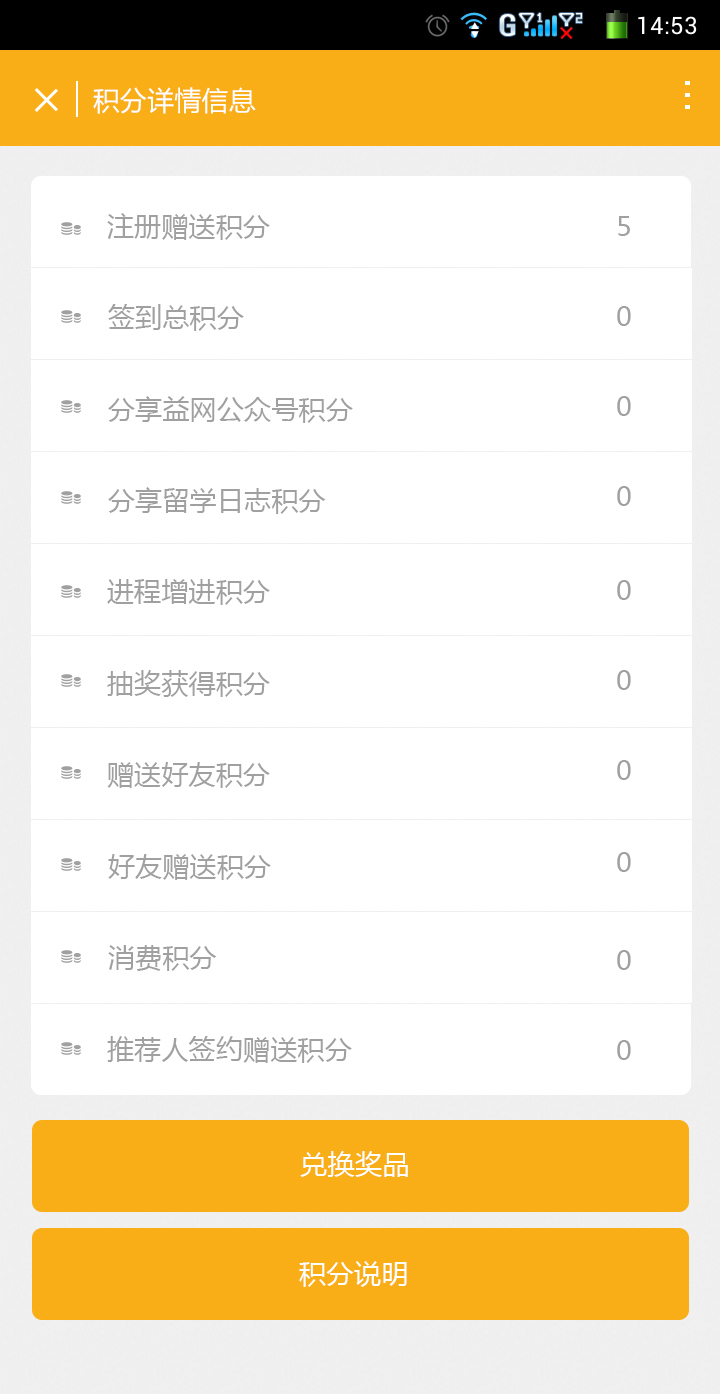 G 1 2 14:53
积分详情信息
注册赠送积分 5
签到总积分 0
分享益网公众号积分 0
分享留学日志积分 0
进程增进积分 0
抽奖获得积分 0
赠送好友积分 0
好友赠送积分 0
消费积分 0
推荐人签约赠送积分 0
兑换奖品
积分说明